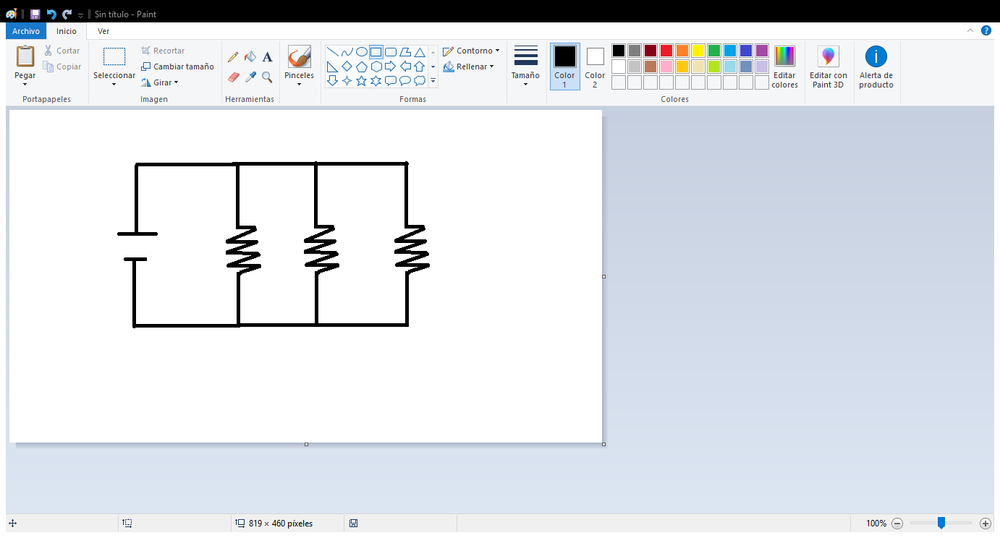 Sin título - Paint
Archivo Inicio Ver
Pegar
Cortar
Copiar
Portapapeles
Seleccionar
Recortar
Cambiar tamaño
Girar
Imagen
A
Herramientas
Pinceles
Contorno
Rellenar
Formas
Tamaño
Color
1
Color
2
Editar
colores
Colores
Editar con
Paint 3D
Alerta de
producto
819 × 460 píxeles
100%